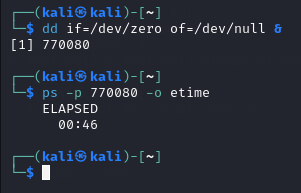 ┌──(kali㉿kali)-[~]
└─$ dd if=/dev/zero of=/dev/null &
[1] 770080
┌──(kali㉿kali)-[~]
└─$ ps -p 770080 -o etime
ELAPSED
00:46
┌──(kali㉿kali)-[~]
└─$